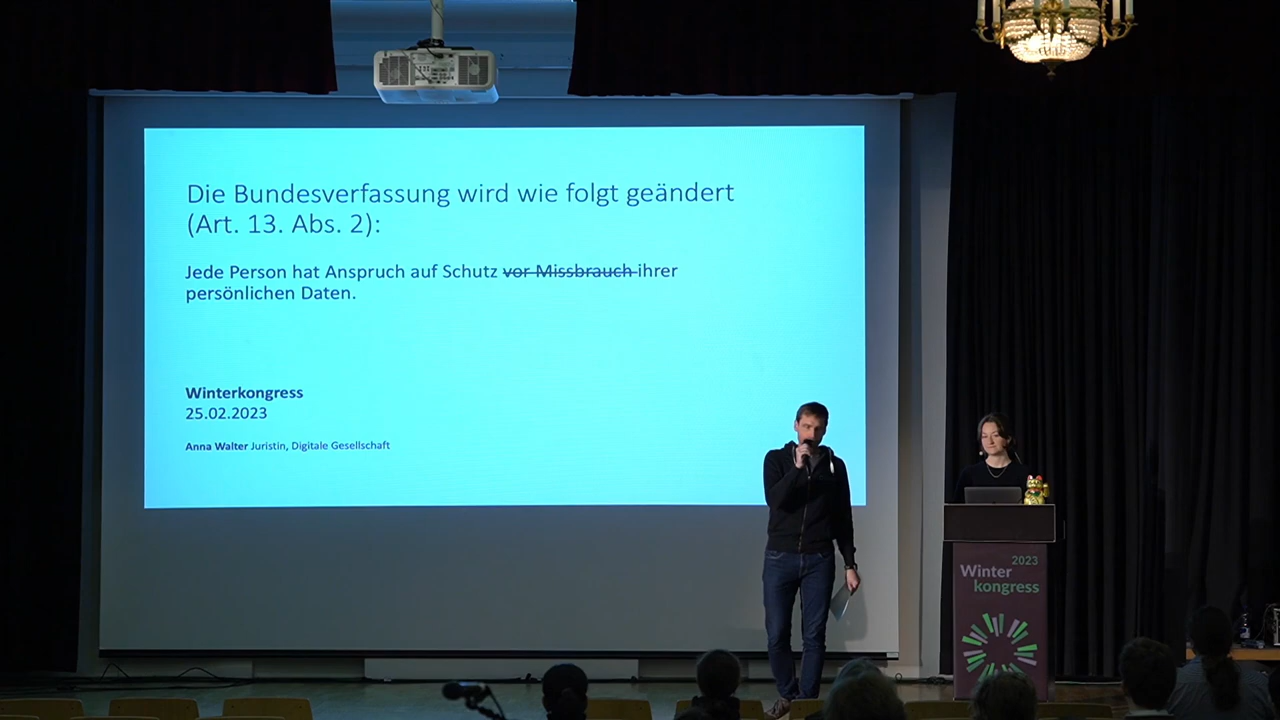 Die Bundesverfassung wird wie folgt geändert
(Art. 13. Abs. 2):
Jede Person hat Anspruch auf Schutz vor Missbrauch ihrer
persönlichen Daten.
Winterkongress
25.02.2023
Anna Walter Juristin, Digitale Gesellschaft
2023
Winter
kongress